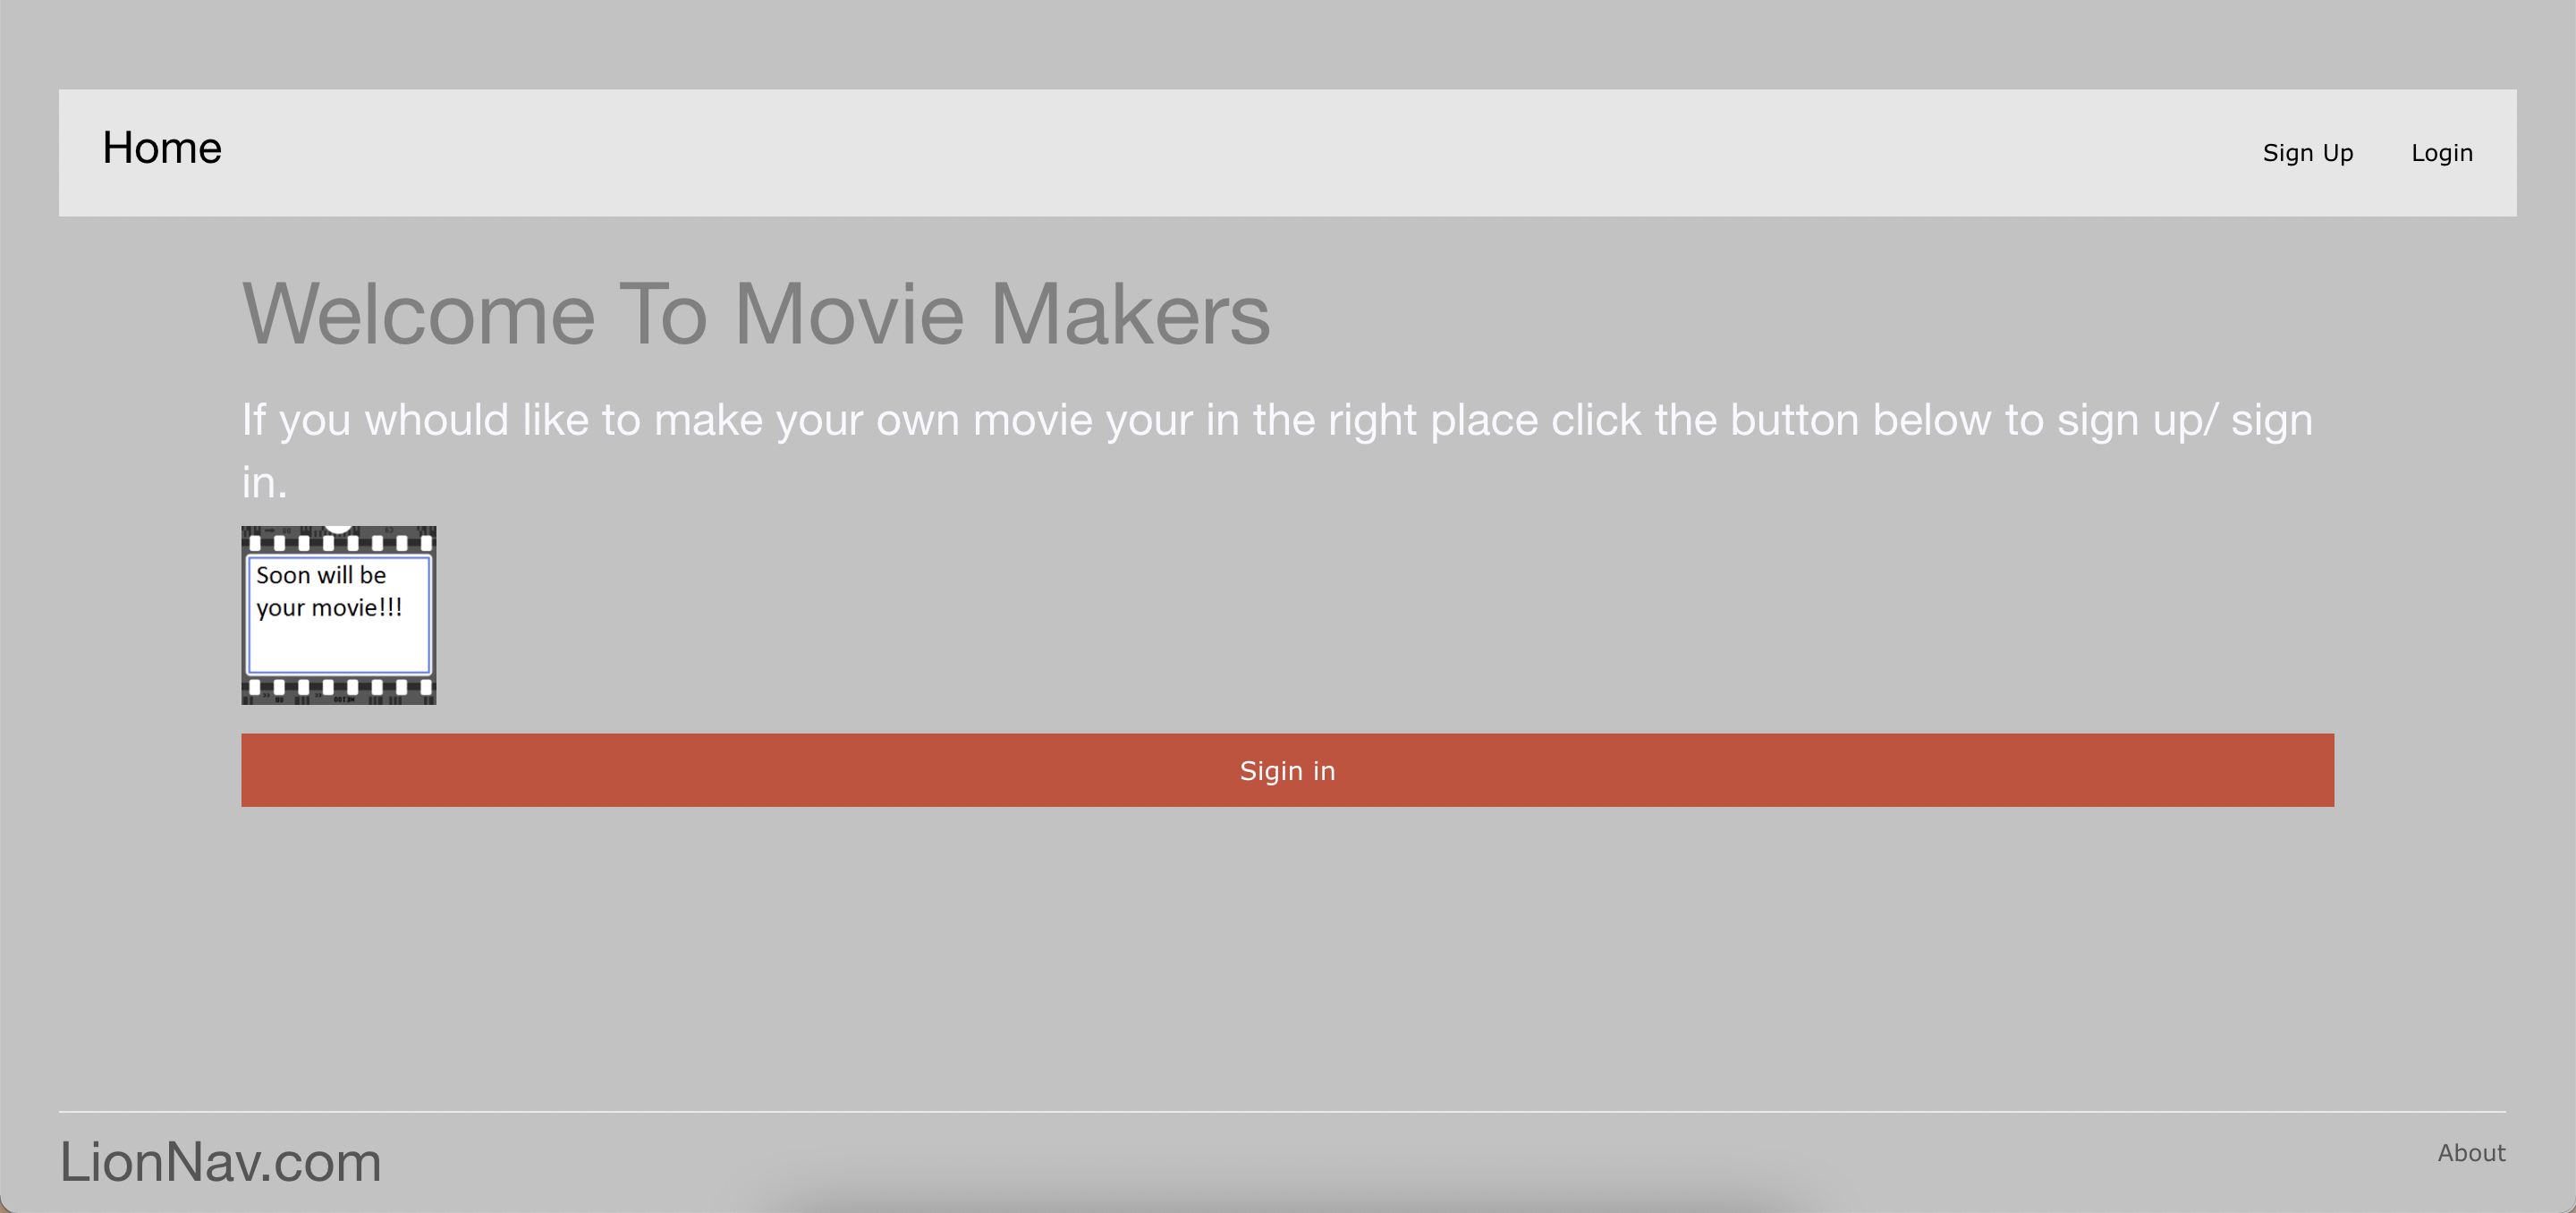 Home
Sign Up
Login
Welcome To Movie Makers
If you whould like to make your own movie your in the right place click the button below to sign up/ sign
in.
Soon will be
your movie!!!
Sigin in
LionNav.com
About